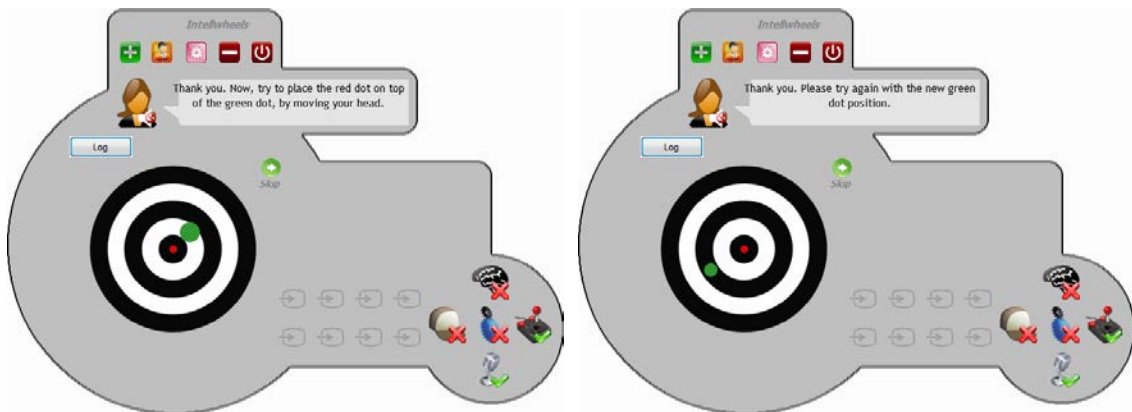 Intellwheels
Thank you. Now, try to place the red dot on top
of the green dot, by moving your head.
Log
Skip
Intellwheels
Thank you. Please try again with the new green
dot position.
Log
Skip